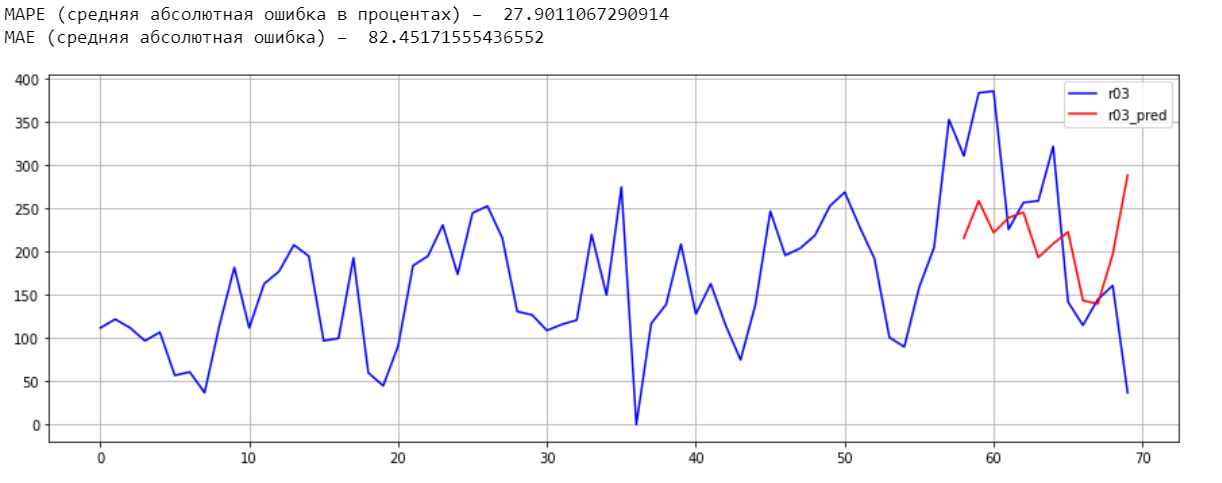 MAPE (средняя абсолютная ошибка в процентах) – 27.9011067290914
MAE (средняя абсолютная ошибка) – 82.45171555436552
400
350
300
250
200
150
100
50
0
r03
r03_pred
0 10 20 30 40 50 60 70